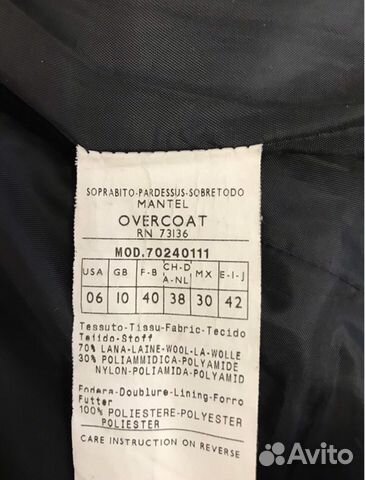 SOPRABITO-PARDESSUS-SOBRETODO
MANTEL
OVERCOAT
RN 73136
MOD.70240111
USA GB F-B CH-D A-NL MX E-I-J
06 10 40 38 30 42
Tessuto-Tissu-Fabric-Tecido
Tejido-Stoff
70% LANA-LAINE-WOOL-LA-WOLLE
30% POLIAMMIDICA-POLYAMIDE
NYLON-POLIAMIDA-POLYAMID
Fodera-Doublure-Lining-Forro
Futter
100% POLIESTERE-POLYESTER
POLIESTER
CARE INSTRUCTION ON REVERSE
Avito